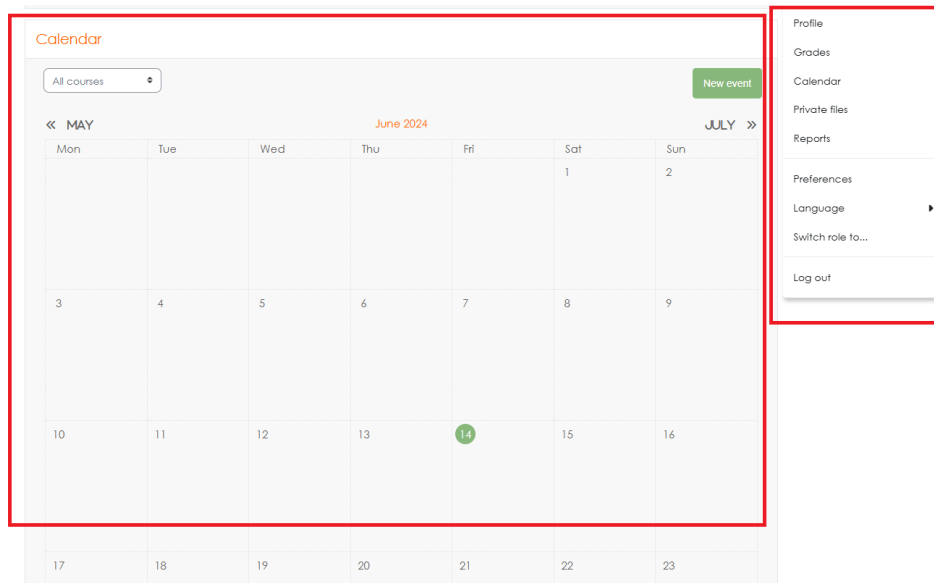 Calendar
All courses
New event
« MAY June 2024 JULY »
Mon Tue Wed Thu Fri Sat Sun
1 2
3 4 5 6 7 8 9
10 11 12 13 14 15 16
17 18 19 20 21 22 23
Profile
Grades
Calendar
Private files
Reports
Preferences
Language
Switch role to...
Log out